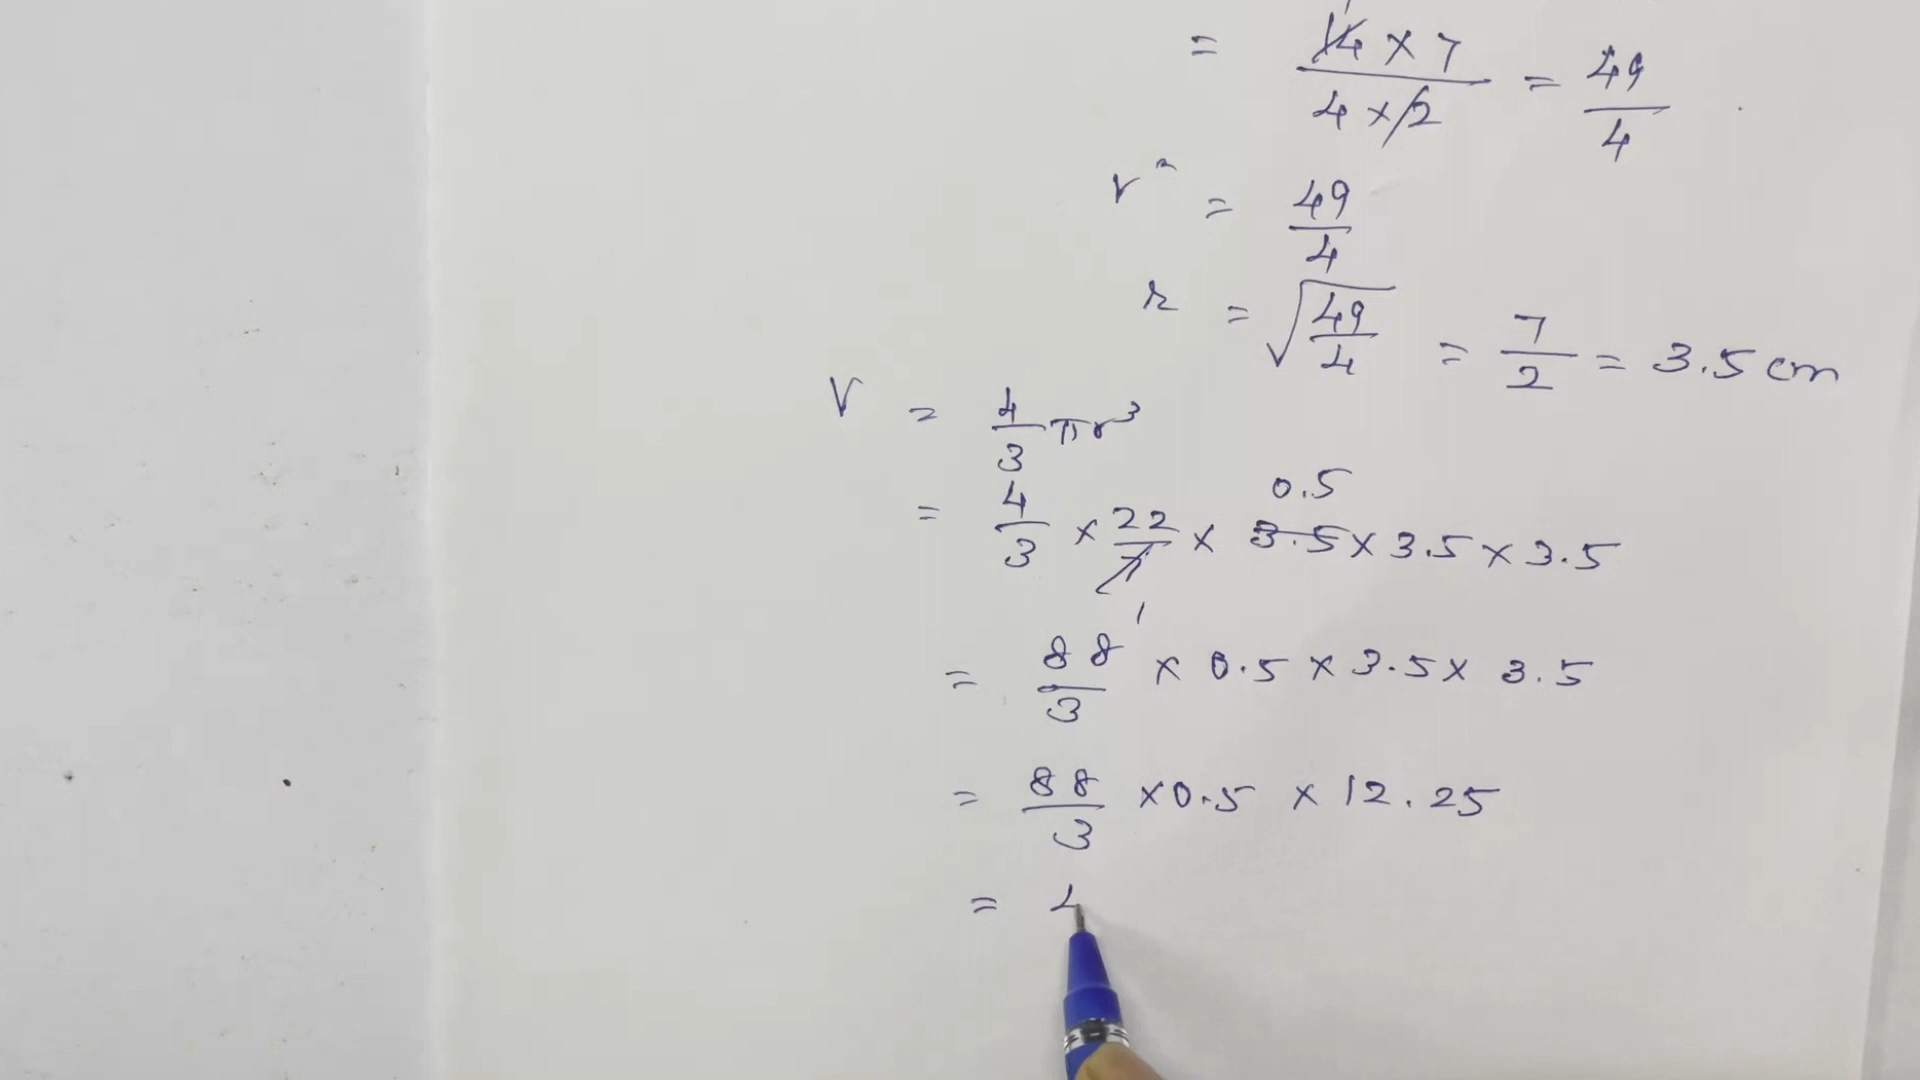 = 14 × 7 / 4 × 2 = 49/4
r² = 49/4
r = √(49/4) = 7/2 = 3.5 cm
V = 4/3 πr³
0.5
= 4/3 × 22/7 × 3.5 × 3.5 × 3.5
1
= 88/3 × 0.5 × 3.5 × 3.5
= 88/3 × 0.5 × 12.25
= 4